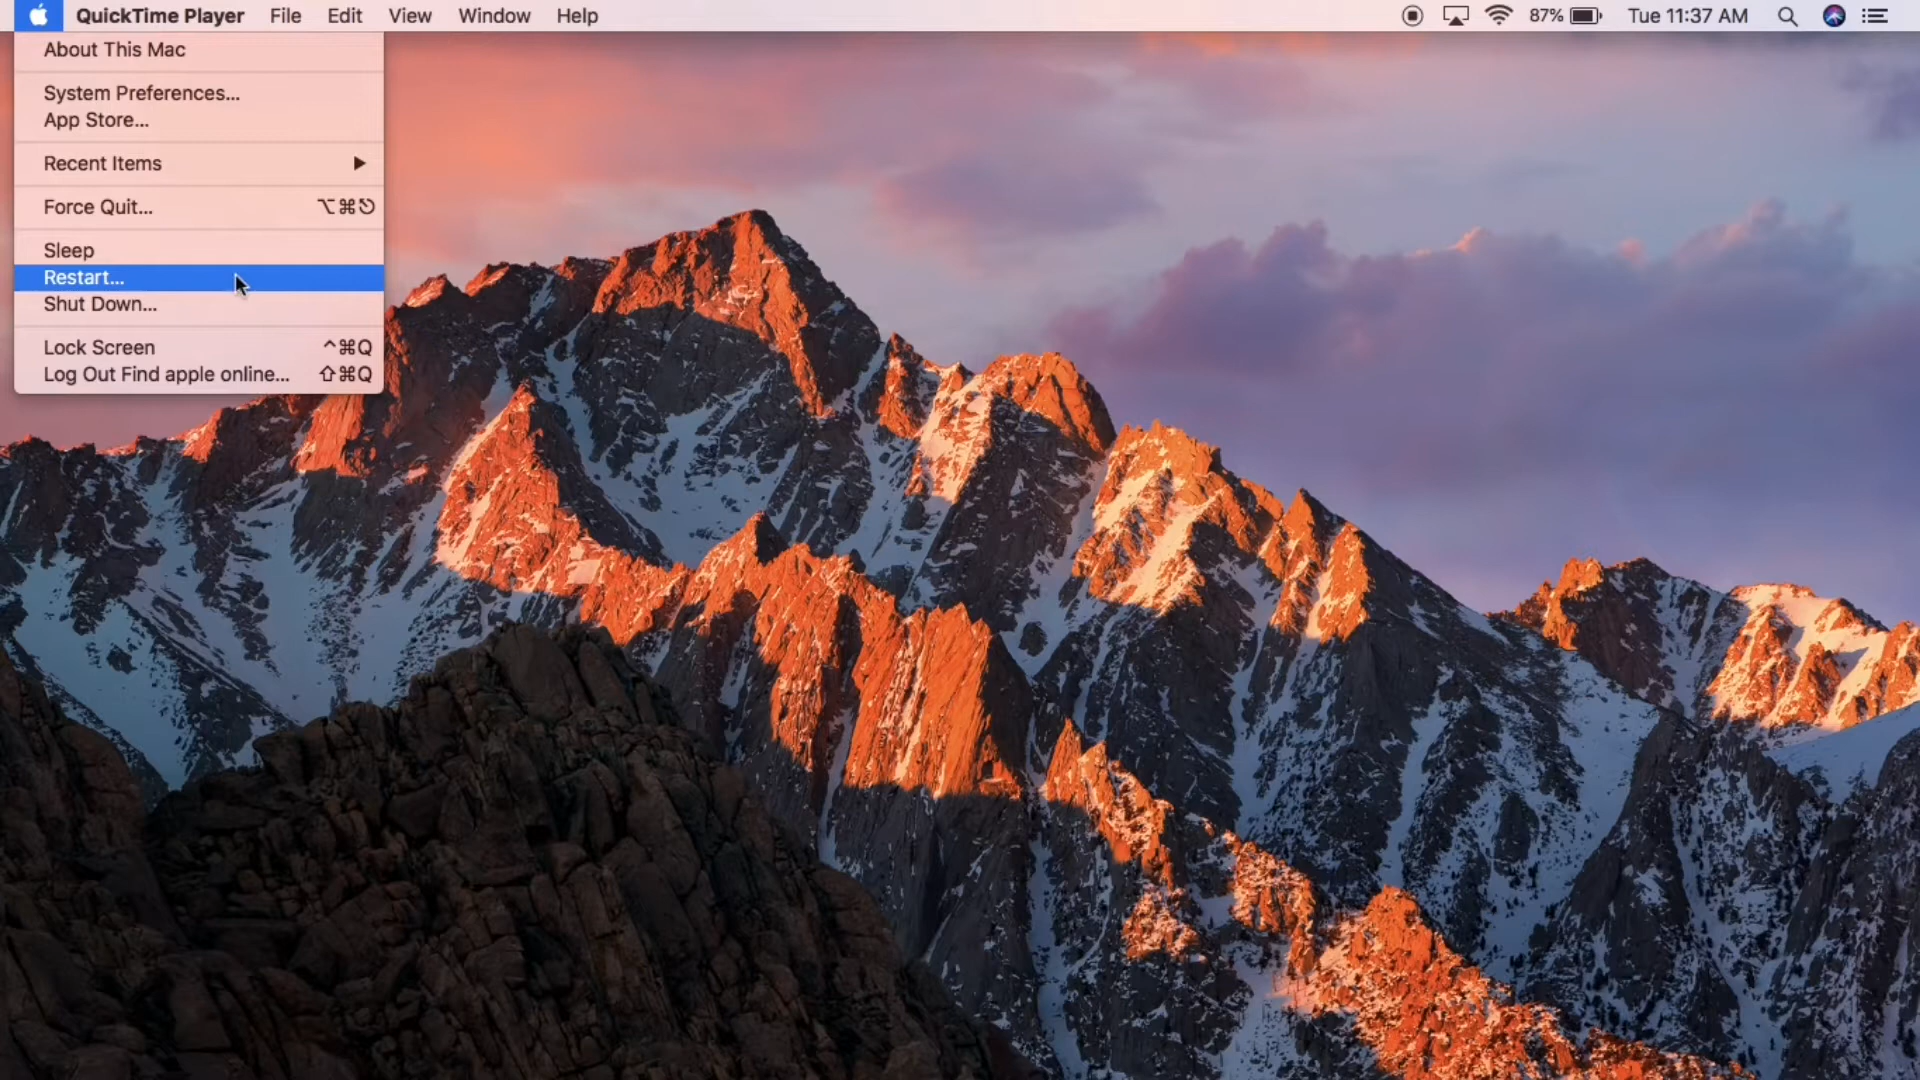 QuickTime Player File Edit View Window Help 87% Tue 11:37 AM
About This Mac
System Preferences...
App Store...
Recent Items
Force Quit... ⌥⌘⎋
Sleep
Restart...
Shut Down...
Lock Screen ^⌘Q
Log Out Find apple online... ⇧⌘Q